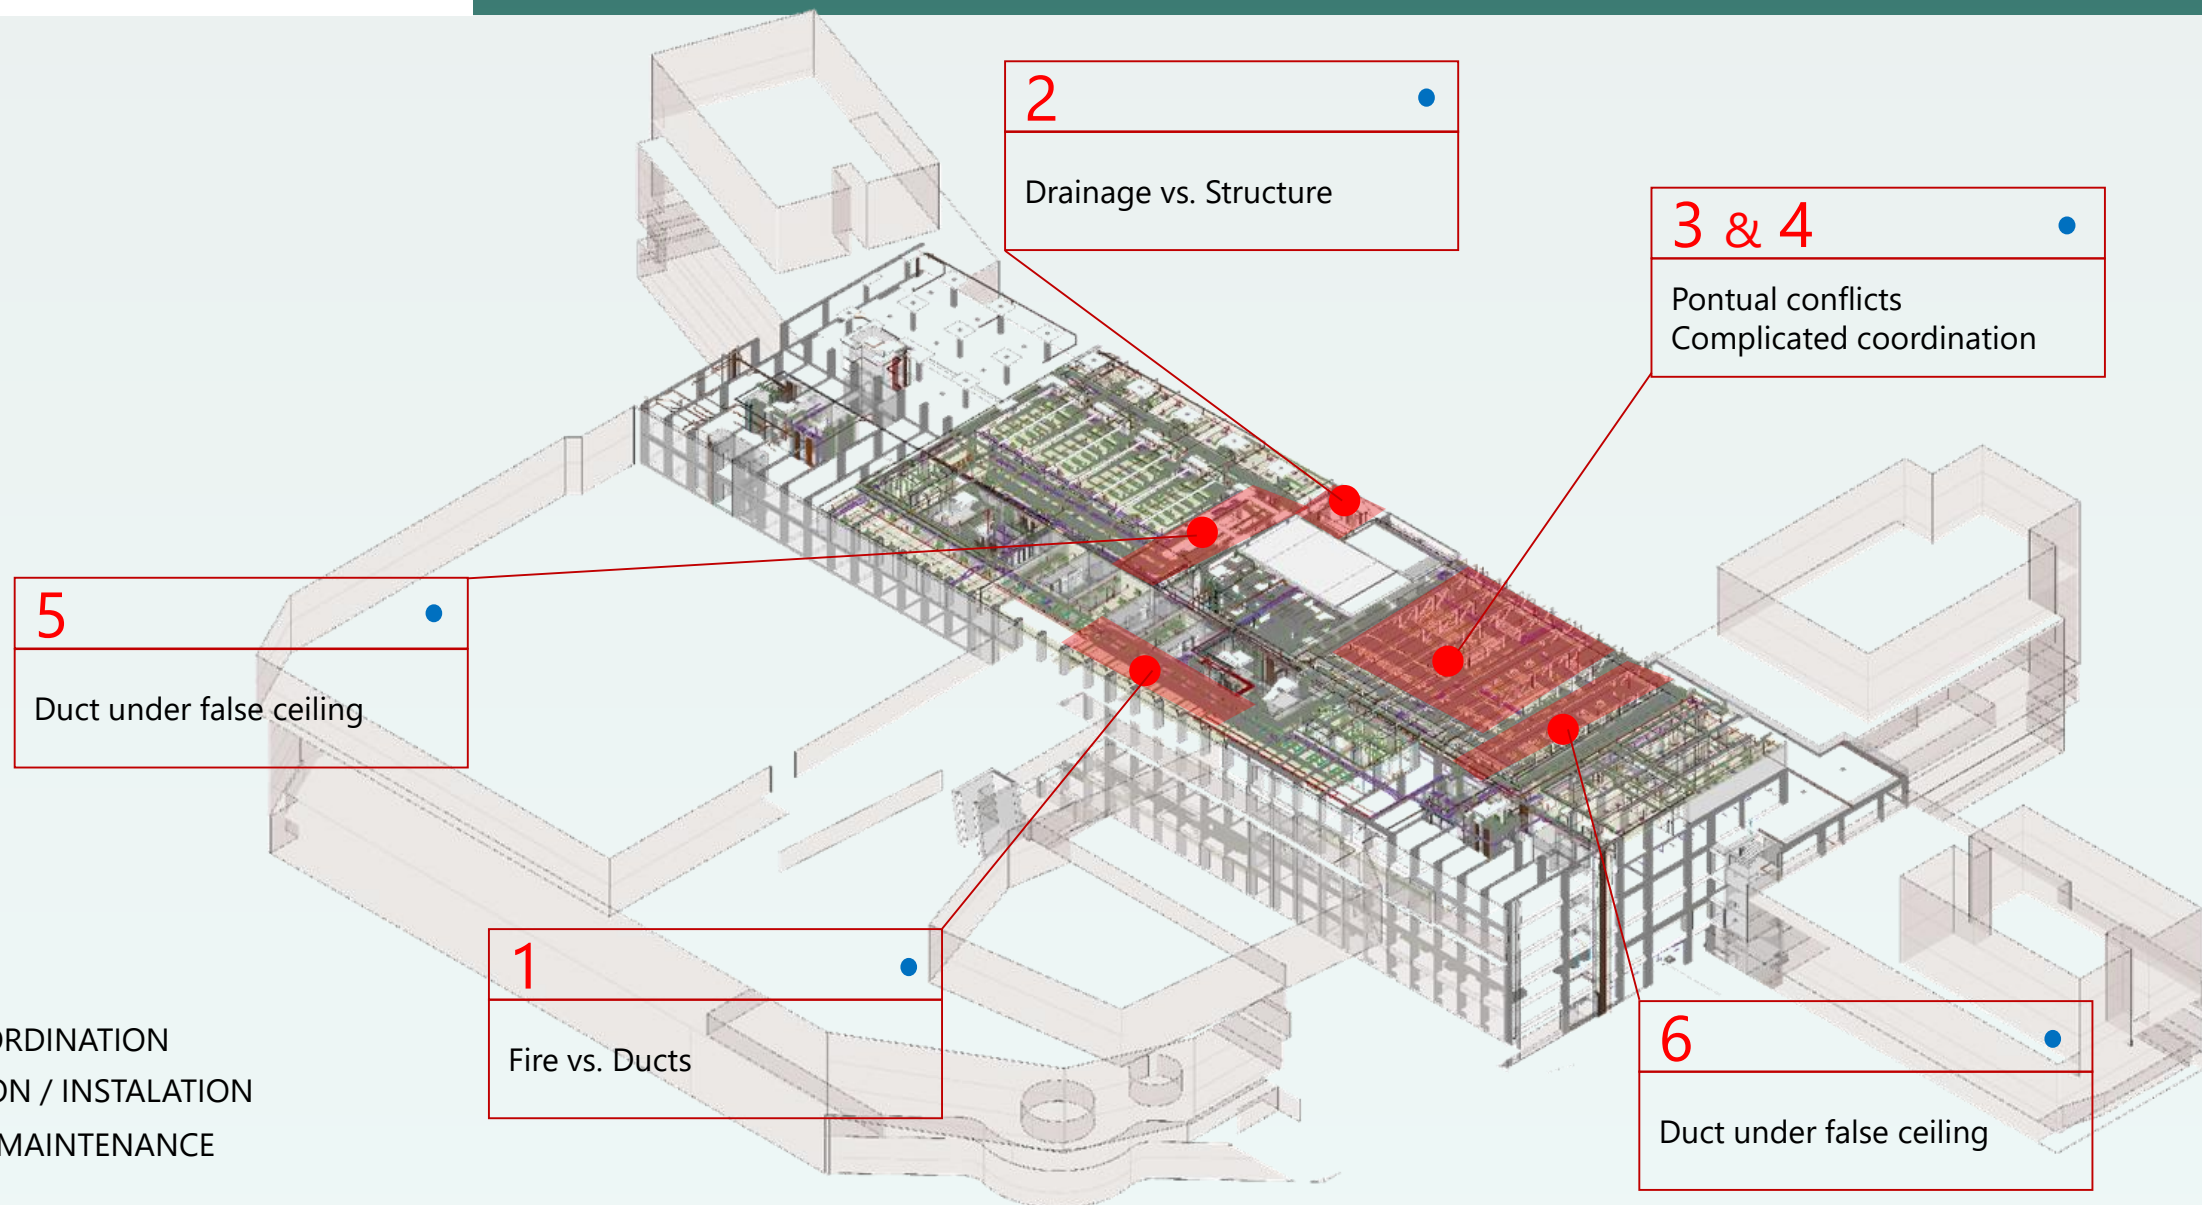 2
Drainage vs. Structure
3 & 4
Pontual conflicts
Complicated coordination
5
Duct under false ceiling
1
Fire vs. Ducts
6
Duct under false ceiling
ORDINATION
ON / INSTALATION
MAINTENANCE